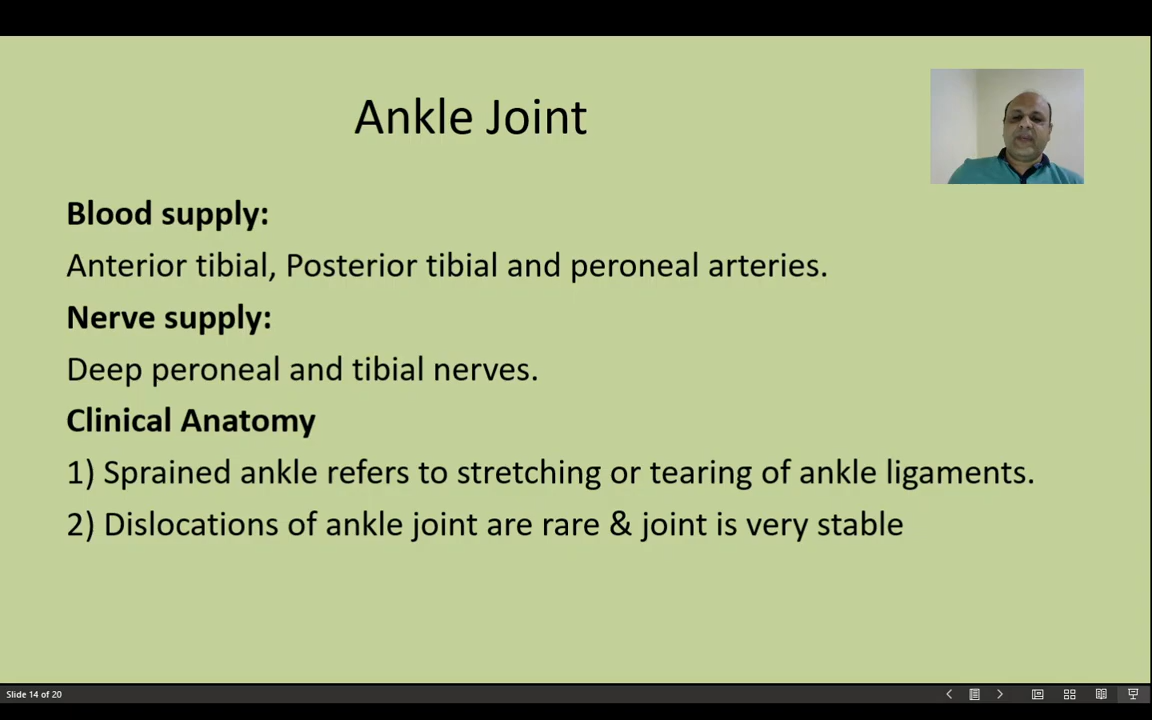 Ankle Joint
Blood supply:
Anterior tibial, Posterior tibial and peroneal arteries.
Nerve supply:
Deep peroneal and tibial nerves.
Clinical Anatomy
1) Sprained ankle refers to stretching or tearing of ankle ligaments.
2) Dislocations of ankle joint are rare & joint is very stable
Slide 14 of 20